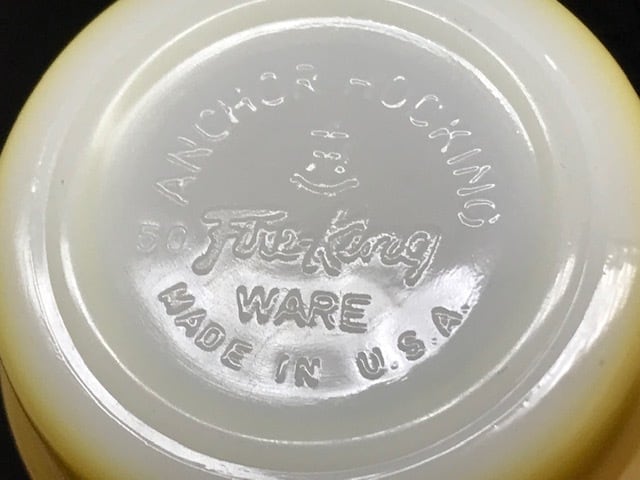 ANCHOR HOCKING
50 Fire-King
WARE
MADE IN U.S.A.